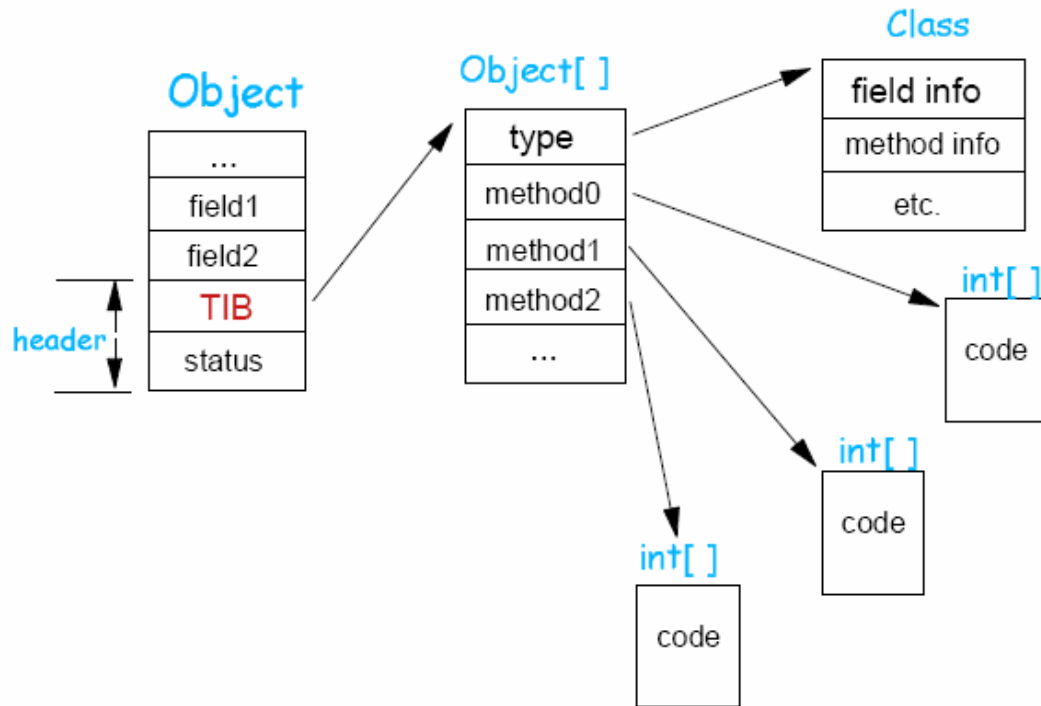 Object
...
field1
field2
TIB
status
header
Object[ ]
type
method0
method1
method2
...
Class
field info
method info
etc.
int[ ]
code
int[ ]
code
int[ ]
code